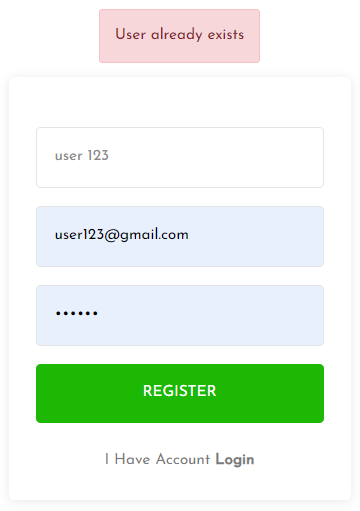 User already exists
user 123
user123@gmail.com
••••••
REGISTER
I Have Account Login